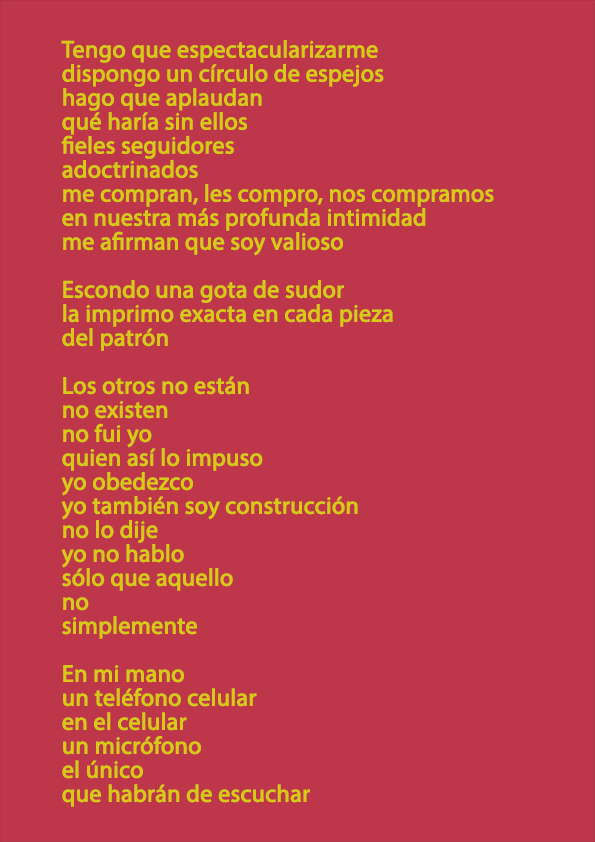 Tengo que espectacularizarme
dispongo un círculo de espejos
hago que aplaudan
qué haría sin ellos
fieles seguidores
adoctrinados
me compran, les compro, nos compramos
en nuestra más profunda intimidad
me afirman que soy valioso

Escondo una gota de sudor
la imprimo exacta en cada pieza
del patrón

Los otros no están
no existen
no fui yo
quien así lo impuso
yo obedezco
yo también soy construcción
no lo dije
yo no hablo
sólo que aquello
no
simplemente

En mi mano
un teléfono celular
en el celular
un micrófono
el único
que habrán de escuchar